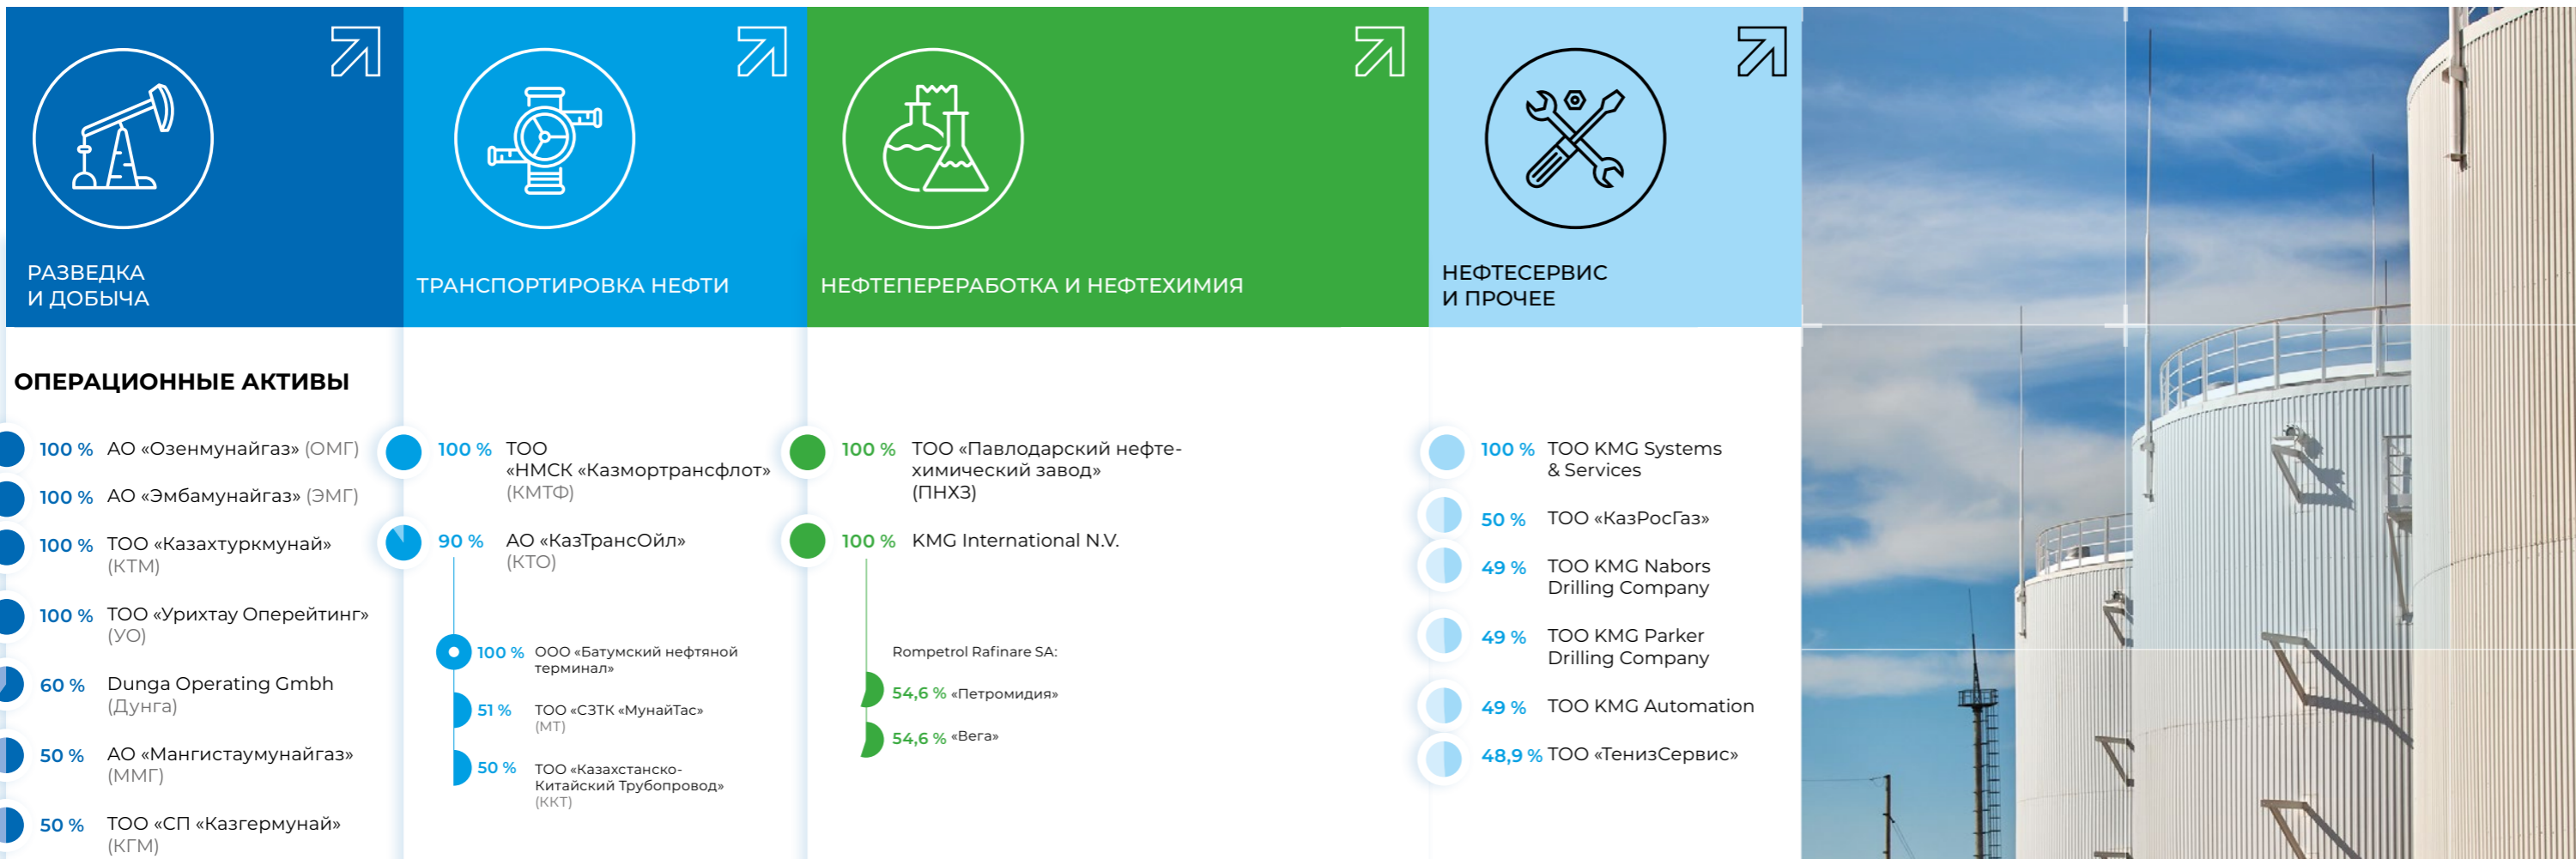 РАЗВЕДКА
И ДОБЫЧА
ТРАНСПОРТИРОВКА НЕФТИ
НЕФТЕПЕРЕРАБОТКА И НЕФТЕХИМИЯ
НЕФТЕСЕРВИС
И ПРОЧЕЕ
ОПЕРАЦИОННЫЕ АКТИВЫ
100 % АО «Озенмунайгаз» (ОМГ)
100 % АО «Эмбамунайгаз» (ЭМГ)
100 % ТОО «Казахтуркмунай»
(КТМ)
100 % ТОО «Урихтау Оперейтинг»
(УО)
60 % Dunga Operating Gmbh
(Дунга)
50 % АО «Мангистаумунайгаз»
(ММГ)
50 % ТОО «СП «Казгермунай»
(КГМ)
100 % ТОО
«НМСК «Казмортрансфлот»
(КМТФ)
90 % АО «КазТрансОйл»
(КТО)
100 % ООО «Батумский нефтяной
терминал»
51 % ТОО «СЗТК «МунайТас»
(МТ)
50 % ТОО «Казахстанско-
Китайский Трубопровод»
(ККТ)
100 % ТОО «Павлодарский нефте-
химический завод»
(ПНХЗ)
100 % KMG International N.V.
Rompetrol Rafinare SA:
54,6 % «Петромидия»
54,6 % «Вега»
100 % ТОО KMG Systems
& Services
50 % ТОО «КазРосГаз»
49 % ТОО KMG Nabors
Drilling Company
49 % ТОО KMG Parker
Drilling Company
49 % ТОО KMG Automation
48,9 % ТОО «ТенизСервис»